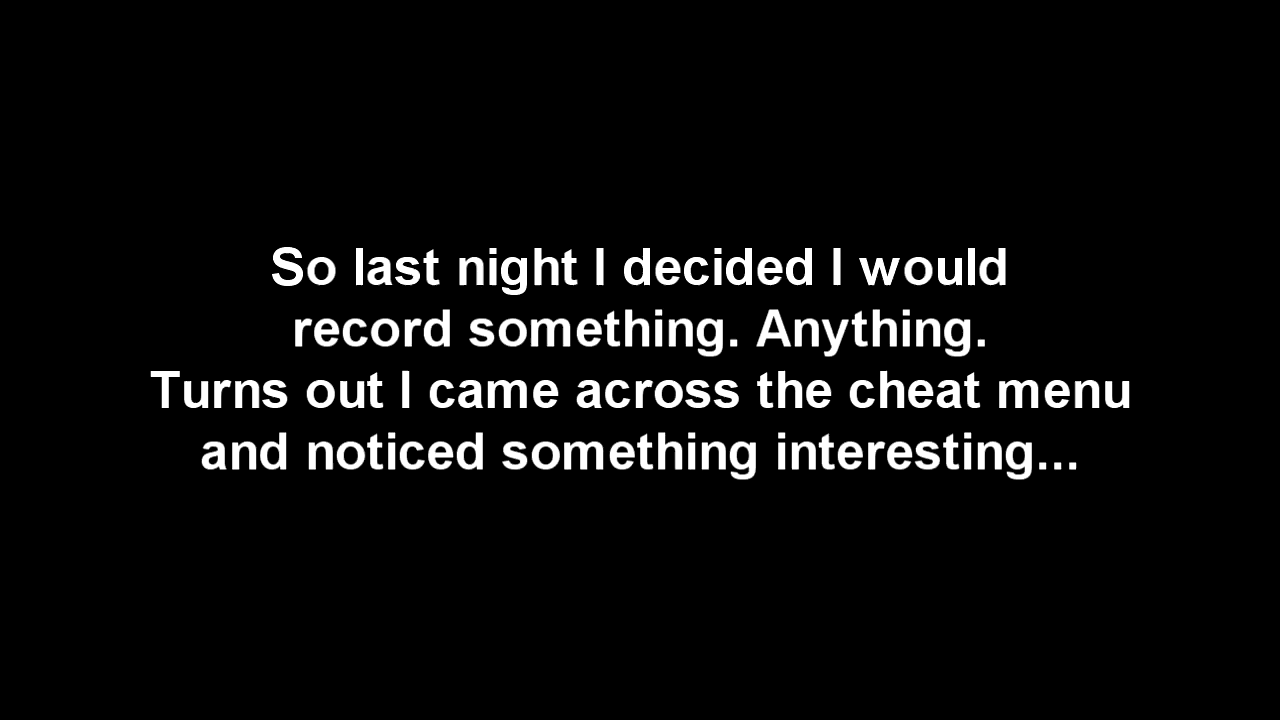 So last night I decided I would
record something. Anything.
Turns out I came across the cheat menu
and noticed something interesting...